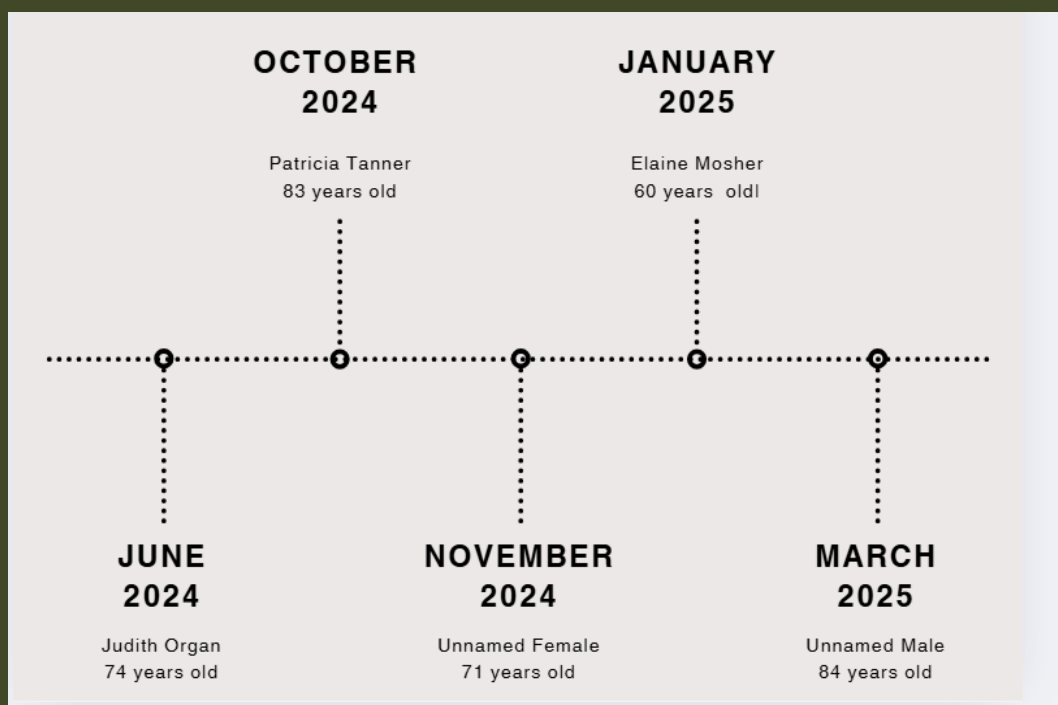 OCTOBER
2024
Patricia Tanner
83 years old
JANUARY
2025
Elaine Mosher
60 years  oldl
JUNE
2024
Judith Organ
74 years old
NOVEMBER
2024
Unnamed Female
71 years old
MARCH
2025
Unnamed Male
84 years old